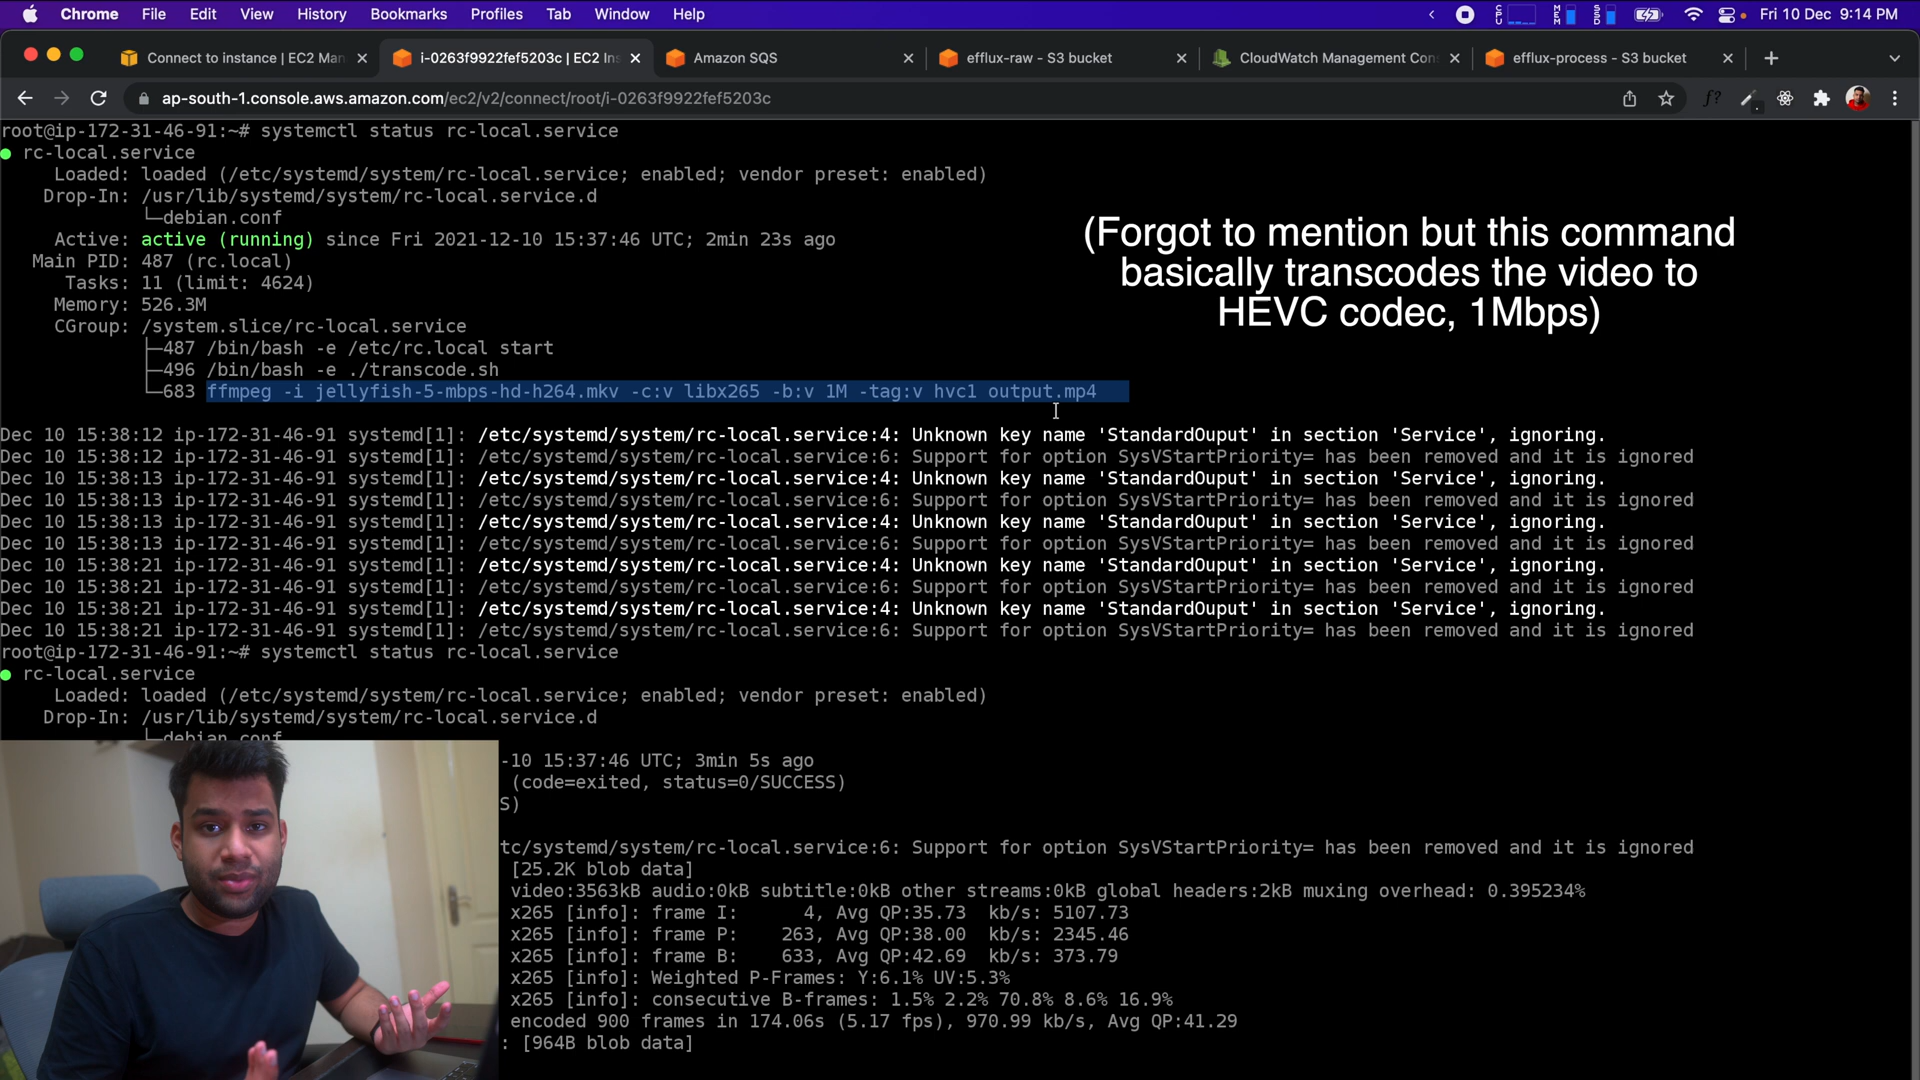 Chrome File Edit View History Bookmarks Profiles Tab Window Help CPU MEM SSD Fri 10 Dec 9:14 PM
Connect to instance | EC2 Man i-0263f9922fef5203c | EC2 Ins Amazon SQS efflux-raw - S3 bucket CloudWatch Management Con efflux-process - S3 bucket
ap-south-1.console.aws.amazon.com/ec2/v2/connect/root/i-0263f9922fef5203c
root@ip-172-31-46-91:~# systemctl status rc-local.service
● rc-local.service
Loaded: loaded (/etc/systemd/system/rc-local.service; enabled; vendor preset: enabled)
Drop-In: /usr/lib/systemd/system/rc-local.service.d
└─debian.conf
Active: active (running) since Fri 2021-12-10 15:37:46 UTC; 2min 23s ago
Main PID: 487 (rc.local)
Tasks: 11 (limit: 4624)
Memory: 526.3M
CGroup: /system.slice/rc-local.service
├─487 /bin/bash -e /etc/rc.local start
├─496 /bin/bash -e ./transcode.sh
└─683 ffmpeg -i jellyfish-5-mbps-hd-h264.mkv -c:v libx265 -b:v 1M -tag:v hvc1 output.mp4
(Forgot to mention but this command
basically transcodes the video to
HEVC codec, 1Mbps)
Dec 10 15:38:12 ip-172-31-46-91 systemd[1]: /etc/systemd/system/rc-local.service:4: Unknown key name 'StandardOuput' in section 'Service', ignoring.
Dec 10 15:38:12 ip-172-31-46-91 systemd[1]: /etc/systemd/system/rc-local.service:6: Support for option SysVStartPriority= has been removed and it is ignored
Dec 10 15:38:13 ip-172-31-46-91 systemd[1]: /etc/systemd/system/rc-local.service:4: Unknown key name 'StandardOuput' in section 'Service', ignoring.
Dec 10 15:38:13 ip-172-31-46-91 systemd[1]: /etc/systemd/system/rc-local.service:6: Support for option SysVStartPriority= has been removed and it is ignored
Dec 10 15:38:13 ip-172-31-46-91 systemd[1]: /etc/systemd/system/rc-local.service:4: Unknown key name 'StandardOuput' in section 'Service', ignoring.
Dec 10 15:38:13 ip-172-31-46-91 systemd[1]: /etc/systemd/system/rc-local.service:6: Support for option SysVStartPriority= has been removed and it is ignored
Dec 10 15:38:21 ip-172-31-46-91 systemd[1]: /etc/systemd/system/rc-local.service:4: Unknown key name 'StandardOuput' in section 'Service', ignoring.
Dec 10 15:38:21 ip-172-31-46-91 systemd[1]: /etc/systemd/system/rc-local.service:6: Support for option SysVStartPriority= has been removed and it is ignored
Dec 10 15:38:21 ip-172-31-46-91 systemd[1]: /etc/systemd/system/rc-local.service:4: Unknown key name 'StandardOuput' in section 'Service', ignoring.
Dec 10 15:38:21 ip-172-31-46-91 systemd[1]: /etc/systemd/system/rc-local.service:6: Support for option SysVStartPriority= has been removed and it is ignored
root@ip-172-31-46-91:~# systemctl status rc-local.service
● rc-local.service
Loaded: loaded (/etc/systemd/system/rc-local.service; enabled; vendor preset: enabled)
Drop-In: /usr/lib/systemd/system/rc-local.service.d
└─debian.conf
-10 15:37:46 UTC; 3min 5s ago
(code=exited, status=0/SUCCESS)
S)
tc/systemd/system/rc-local.service:6: Support for option SysVStartPriority= has been removed and it is ignored
[25.2K blob data]
video:3563kB audio:0kB subtitle:0kB other streams:0kB global headers:2kB muxing overhead: 0.395234%
x265 [info]: frame I: 4, Avg QP:35.73 kb/s: 5107.73
x265 [info]: frame P: 263, Avg QP:38.00 kb/s: 2345.46
x265 [info]: frame B: 633, Avg QP:42.69 kb/s: 373.79
x265 [info]: Weighted P-Frames: Y:6.1% UV:5.3%
x265 [info]: consecutive B-frames: 1.5% 2.2% 70.8% 8.6% 16.9%
encoded 900 frames in 174.06s (5.17 fps), 970.99 kb/s, Avg QP:41.29
: [964B blob data]